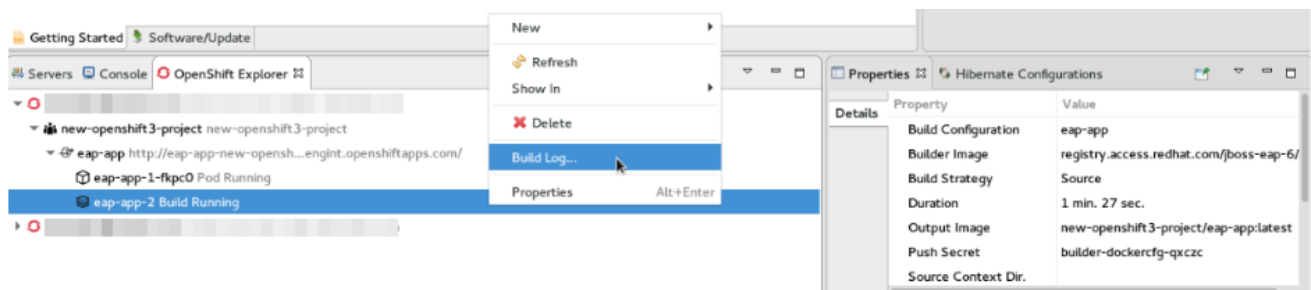 Getting Started Software/Update
Servers Console OpenShift Explorer
new-openshift3-project new-openshift3-project
eap-app http://eap-app-new-opensh...engint.openshiftapps.com/
eap-app-1-fkpc0 Pod Running
eap-app-2 Build Running
New
Refresh
Show In
Delete
Build Log...
Properties Alt+Enter
Properties Hibernate Configurations
Details
Property Value
Build Configuration eap-app
Builder Image registry.access.redhat.com/jboss-eap-6/
Build Strategy Source
Duration 1 min. 27 sec.
Output Image new-openshift3-project/eap-app:latest
Push Secret builder-dockercfg-qxczc
Source Context Dir.